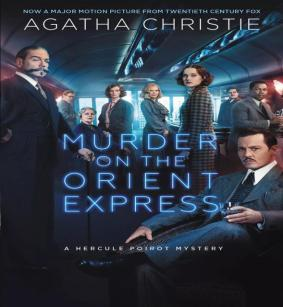 NOW A MAJOR MOTION PICTURE FROM TWENTIETH CENTURY FOX
AGATHA CHRISTIE
MURDER
ON THE
ORIENT
EXPRESS
A HERCULE POIROT MYSTERY